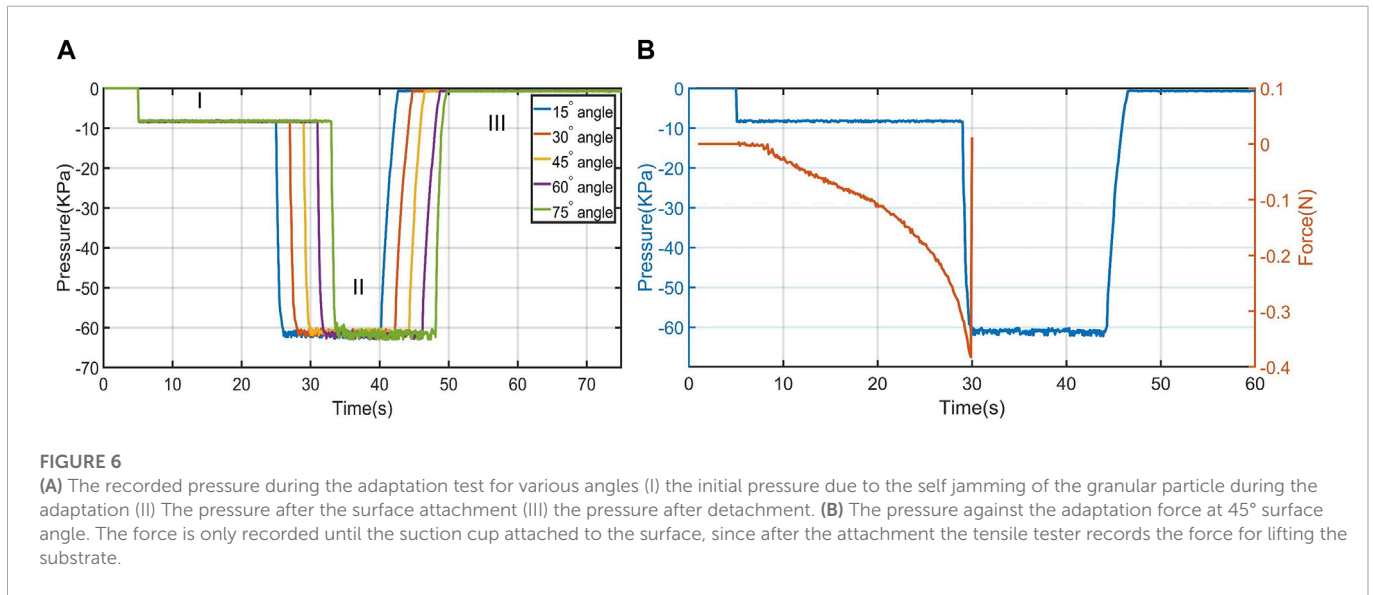 A
B
0
-10
-20
-30
-40
-50
-60
-70
Pressure(KPa)
0 10 20 30 40 50 60 70
Time(s)
I
II
III
15° angle
30° angle
45° angle
60° angle
75° angle
0
-10
-20
-30
-40
-50
-60
Pressure(KPa)
0.1
0
-0.1
-0.2
-0.3
-0.4
Force(N)
0 10 20 30 40 50 60
Time(s)
FIGURE 6
(A) The recorded pressure during the adaptation test for various angles (I) the initial pressure due to the self jamming of the granular particle during the
adaptation (II) The pressure after the surface attachment (III) the pressure after detachment. (B) The pressure against the adaptation force at 45° surface
angle. The force is only recorded until the suction cup attached to the surface, since after the attachment the tensile tester records the force for lifting the
substrate.